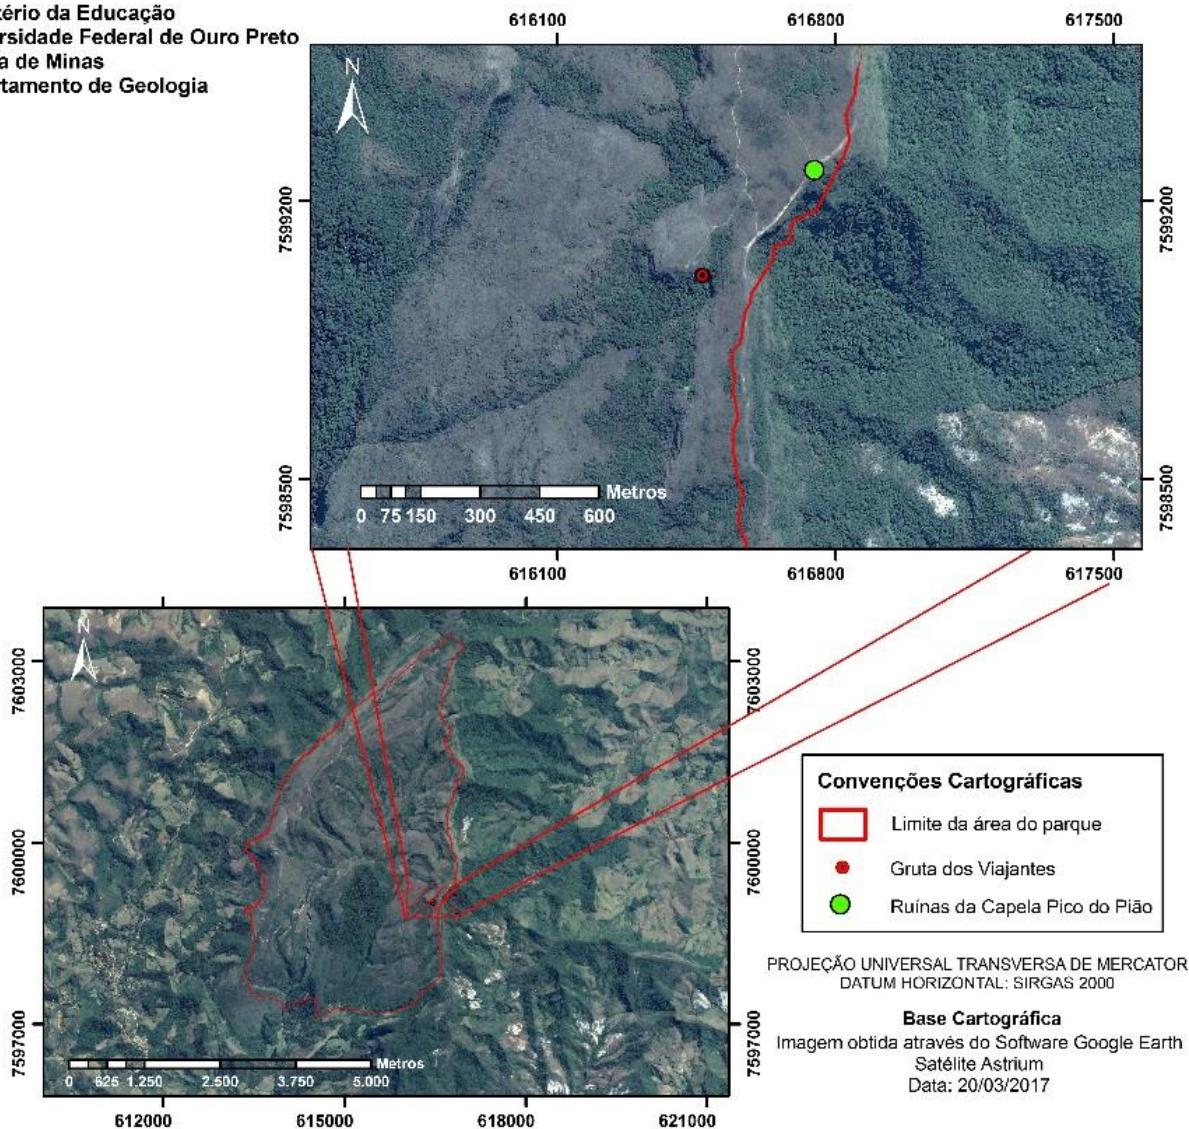 tério da Educação
rsidade Federal de Ouro Preto
a de Minas
rtamento de Geologia
616100 616800 617500
N
7599200 7599200
7598500 7598500
Metros
0 75 150 300 450 600
616100 616800 617500
N
7603000 7603000
7600000 7600000
7597000 7597000
Metros
0 625 1.250 2.500 3.750 5.000
612000 615000 618000 621000
Convenções Cartográficas
Limite da área do parque
Gruta dos Viajantes
Ruínas da Capela Pico do Pião
PROJEÇÃO UNIVERSAL TRANSVERSA DE MERCATOR
DATUM HORIZONTAL: SIRGAS 2000
Base Cartográfica
Imagem obtida através do Software Google Earth
Satélite Astrium
Data: 20/03/2017